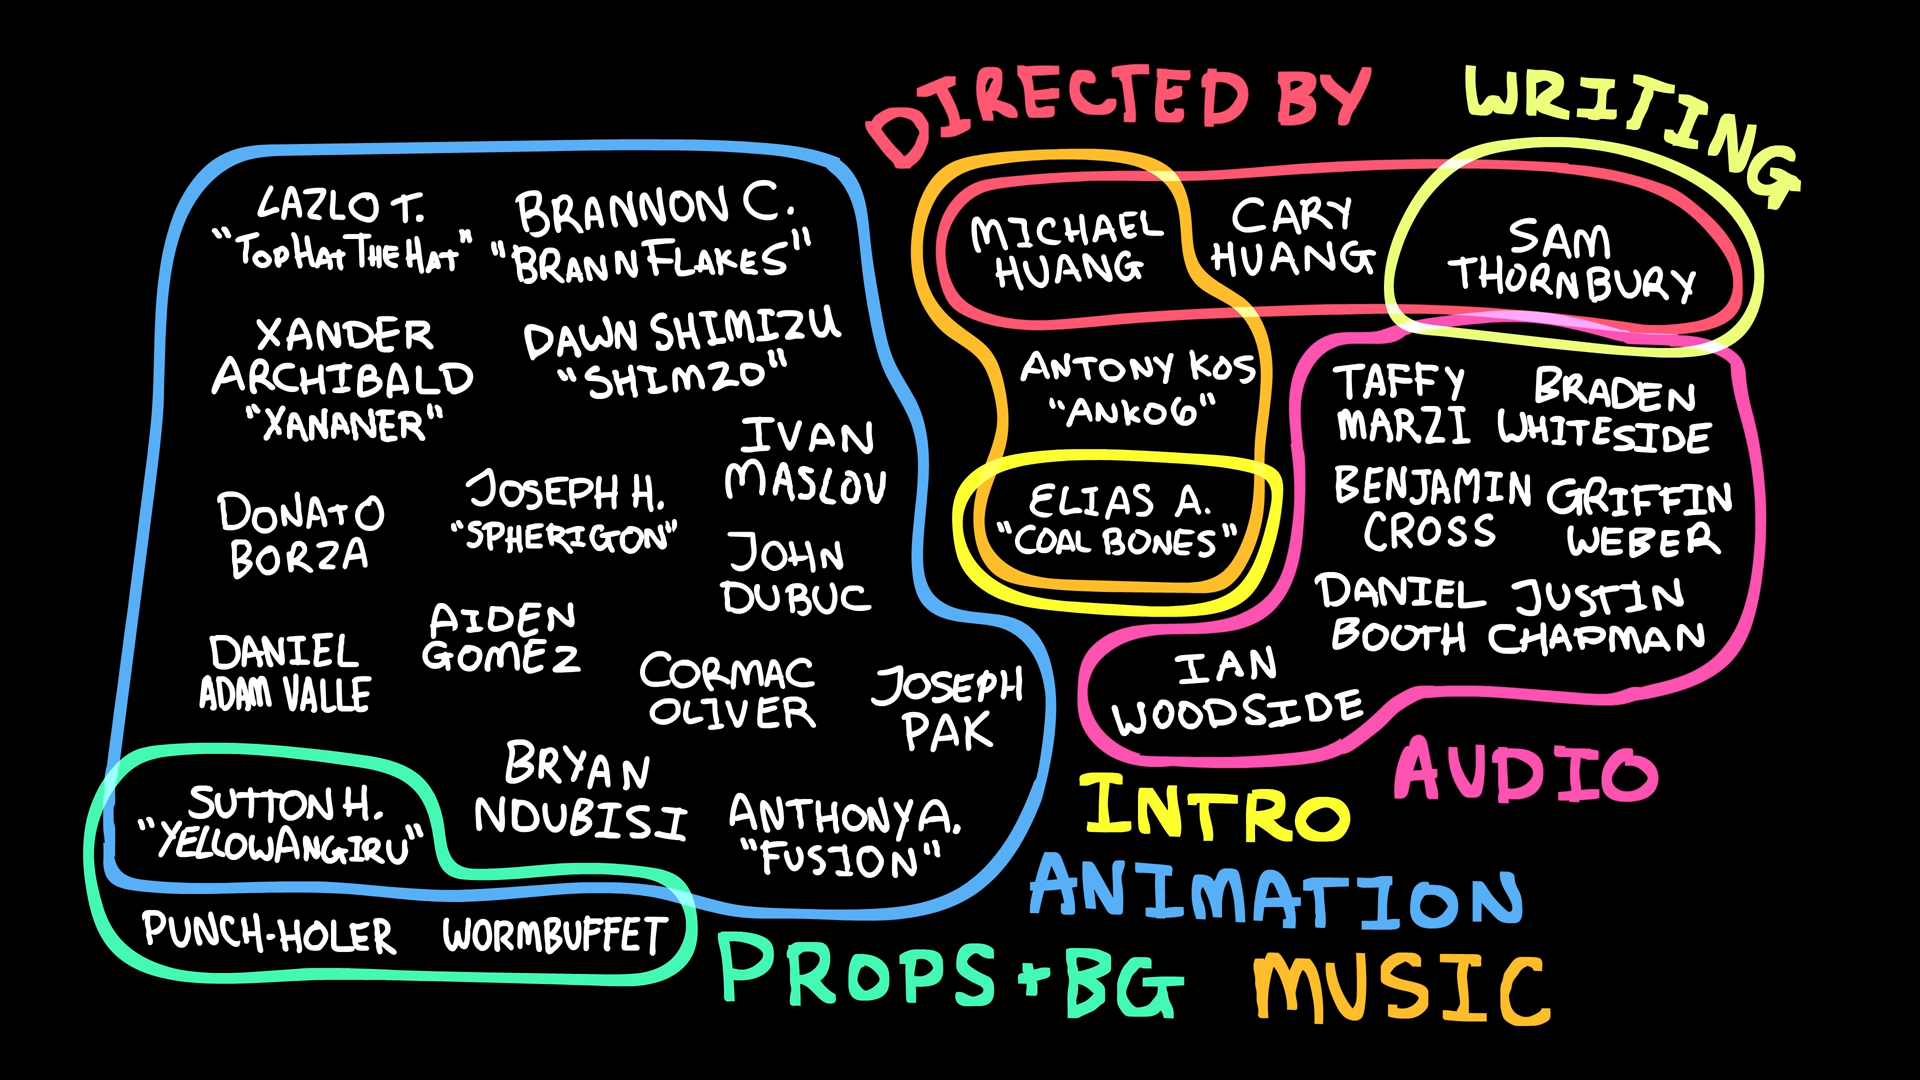 DIRECTED BY
WRITING
LAZLO T.
"TOPHATTHEHAT"
BRANNON C.
"BRANNFLAKES"
XANDER
ARCHIBALD
"XANANER"
DAWN SHIMIZU
"SHIMZO"
IVAN
MASLOV
DONATO
BORZA
JOSEPH H.
"SPHERIGON"
JOHN
DUBUC
DANIEL
ADAM VALLE
AIDEN
GOMEZ
CORMAC
OLIVER
JOSEPH
PAK
SUTTON H.
"YELLOWANGIRU"
BRYAN
NDUBISI
ANTHONY A.
"FUSION"
PUNCH-HOLER
WORMBUFFET
MICHAEL
HUANG
CARY
HUANG
SAM
THORNBURY
ANTONY KOS
"ANKO6"
ELIAS A.
"COAL BONES"
TAFFY
MARZI
BRADEN
WHITESIDE
BENJAMIN
CROSS
GRIFFIN
WEBER
DANIEL
BOOTH
JUSTIN
CHAPMAN
IAN
WOODSIDE
AUDIO
INTRO
ANIMATION
PROPS + BG
MUSIC